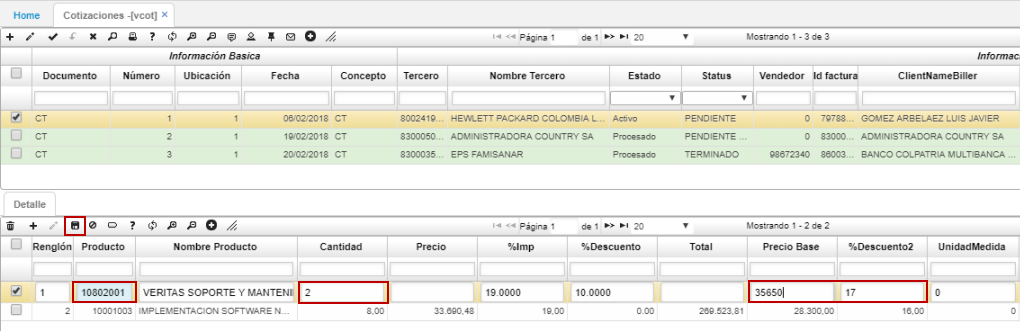 Home Cotizaciones -[vcot] ×
Página 1 de 1 20 Mostrando 1 - 3 de 3
Información Basica Informac
Documento Número Ubicación Fecha Concepto Tercero Nombre Tercero Estado Status Vendedor Id factura ClientNameBiller
CT 1 1 06/02/2018 CT 8002419... HEWLETT PACKARD COLOMBIA L... Activo PENDIENTE 0 79788... GOMEZ ARBELAEZ LUIS JAVIER
CT 2 1 19/02/2018 CT 8300050... ADMINISTRADORA COUNTRY SA Procesado PENDIENTE ... 0 83000... ADMINISTRADORA COUNTRY SA
CT 3 1 20/02/2018 CT 8300035... EPS FAMISANAR Procesado TERMINADO 98672340 86003... BANCO COLPATRIA MULTIBANCA ...
Detalle
Página 1 de 1 20 Mostrando 1 - 2 de 2
Renglón Producto Nombre Producto Cantidad Precio %Imp %Descuento Total Precio Base %Descuento2 UnidadMedida
1 10802001 VERITAS SOPORTE Y MANTENI 2 19.0000 10.0000 35650 17 0
2 10001003 IMPLEMENTACION SOFTWARE N... 8,00 33.690,48 19,00 0,00 269.523,81 28.300,00 16,00 0